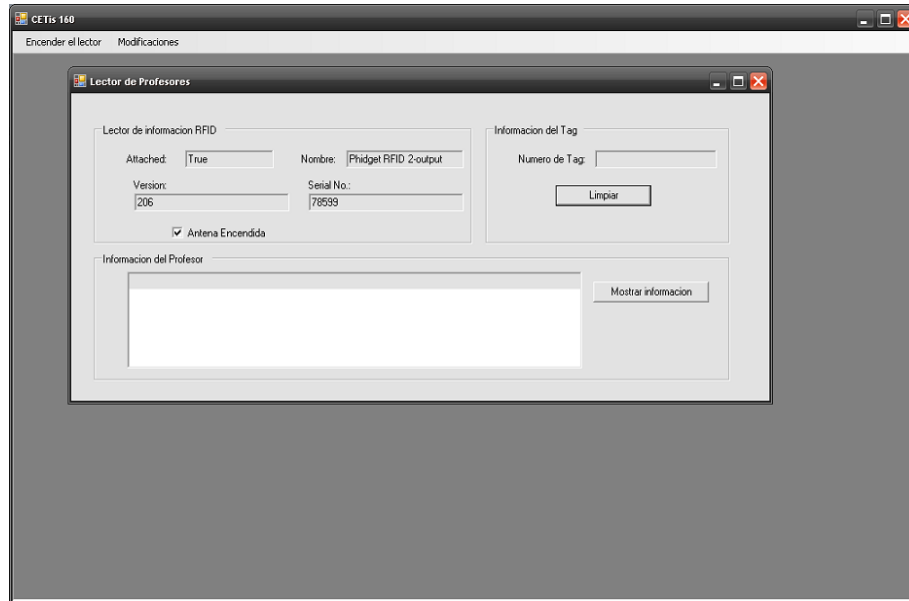 CETis 160
Encender el lector Modificaciones
Lector de Profesores
Lector de informacion RFID
Attached: True Nombre: Phidget RFID 2-output
Version: Serial No.:
206 78599
Antena Encendida
Informacion del Tag
Numero de Tag:
Limpiar
Informacion del Profesor
Mostrar informacion